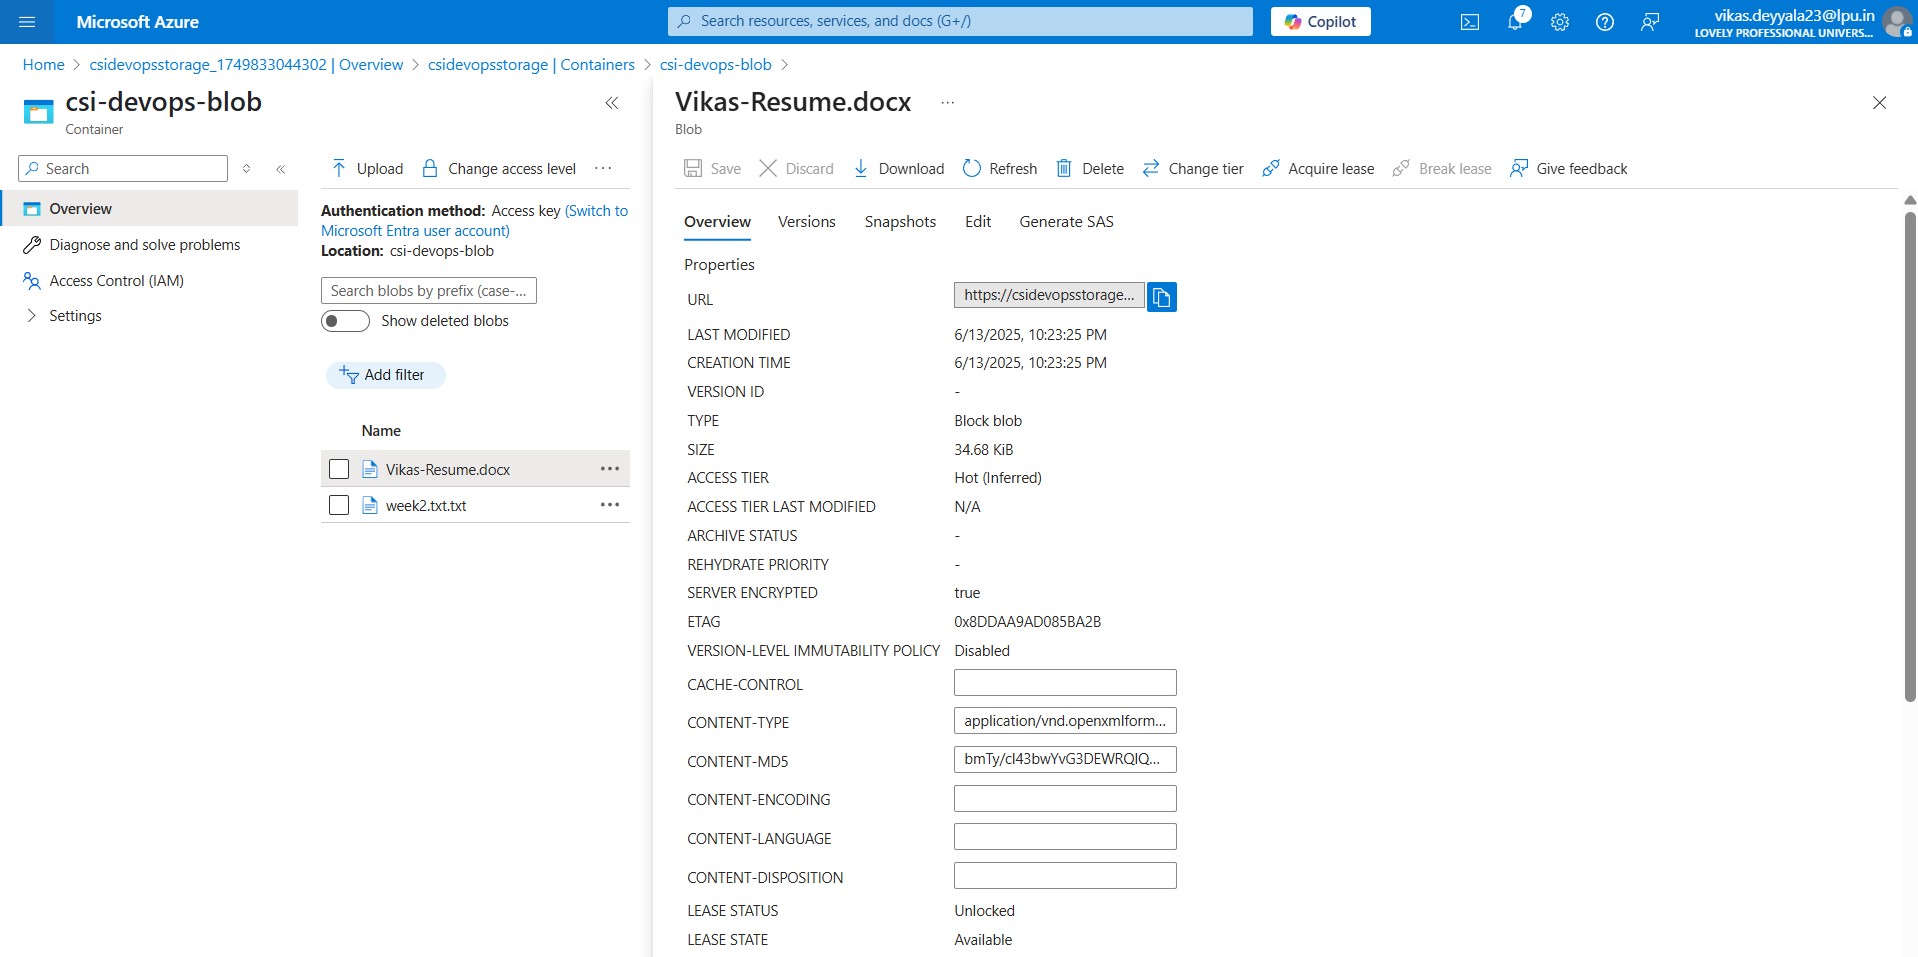 Microsoft Azure
Search resources, services, and docs (G+/)
Copilot
7
vikas.deyyala23@lpu.in
LOVELY PROFESSIONAL UNIVERS...
Home > csidevopsstorage_1749833044302 | Overview > csidevopsstorage | Containers > csi-devops-blob >
csi-devops-blob
Container
Search
Overview
Diagnose and solve problems
Access Control (IAM)
Settings
Upload
Change access level
Authentication method: Access key (Switch to
Microsoft Entra user account)
Location: csi-devops-blob
Search blobs by prefix (case-...
Show deleted blobs
Add filter
Name
Vikas-Resume.docx
week2.txt.txt
Vikas-Resume.docx
Blob
Save Discard Download Refresh Delete Change tier Acquire lease Break lease Give feedback
Overview Versions Snapshots Edit Generate SAS
Properties
URL https://csidevopsstorage...
LAST MODIFIED 6/13/2025, 10:23:25 PM
CREATION TIME 6/13/2025, 10:23:25 PM
VERSION ID -
TYPE Block blob
SIZE 34.68 KiB
ACCESS TIER Hot (Inferred)
ACCESS TIER LAST MODIFIED N/A
ARCHIVE STATUS -
REHYDRATE PRIORITY -
SERVER ENCRYPTED true
ETAG 0x8DDAA9AD085BA2B
VERSION-LEVEL IMMUTABILITY POLICY Disabled
CACHE-CONTROL
CONTENT-TYPE application/vnd.openxmlform...
CONTENT-MD5 bmTy/cI43bwYvG3DEWRQIQ...
CONTENT-ENCODING
CONTENT-LANGUAGE
CONTENT-DISPOSITION
LEASE STATUS Unlocked
LEASE STATE Available